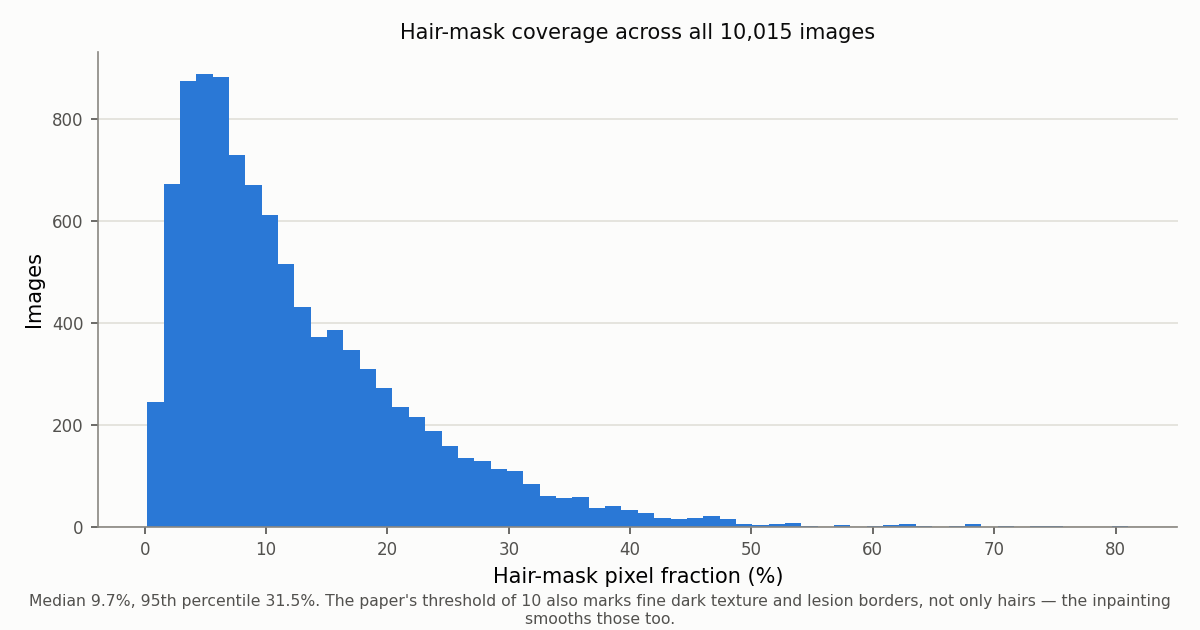 Hair-mask coverage across all 10,015 images
Images
800
600
400
200
0
0 10 20 30 40 50 60 70 80
Hair-mask pixel fraction (%)
Median 9.7%, 95th percentile 31.5%. The paper's threshold of 10 also marks fine dark texture and lesion borders, not only hairs — the inpainting
smooths those too.